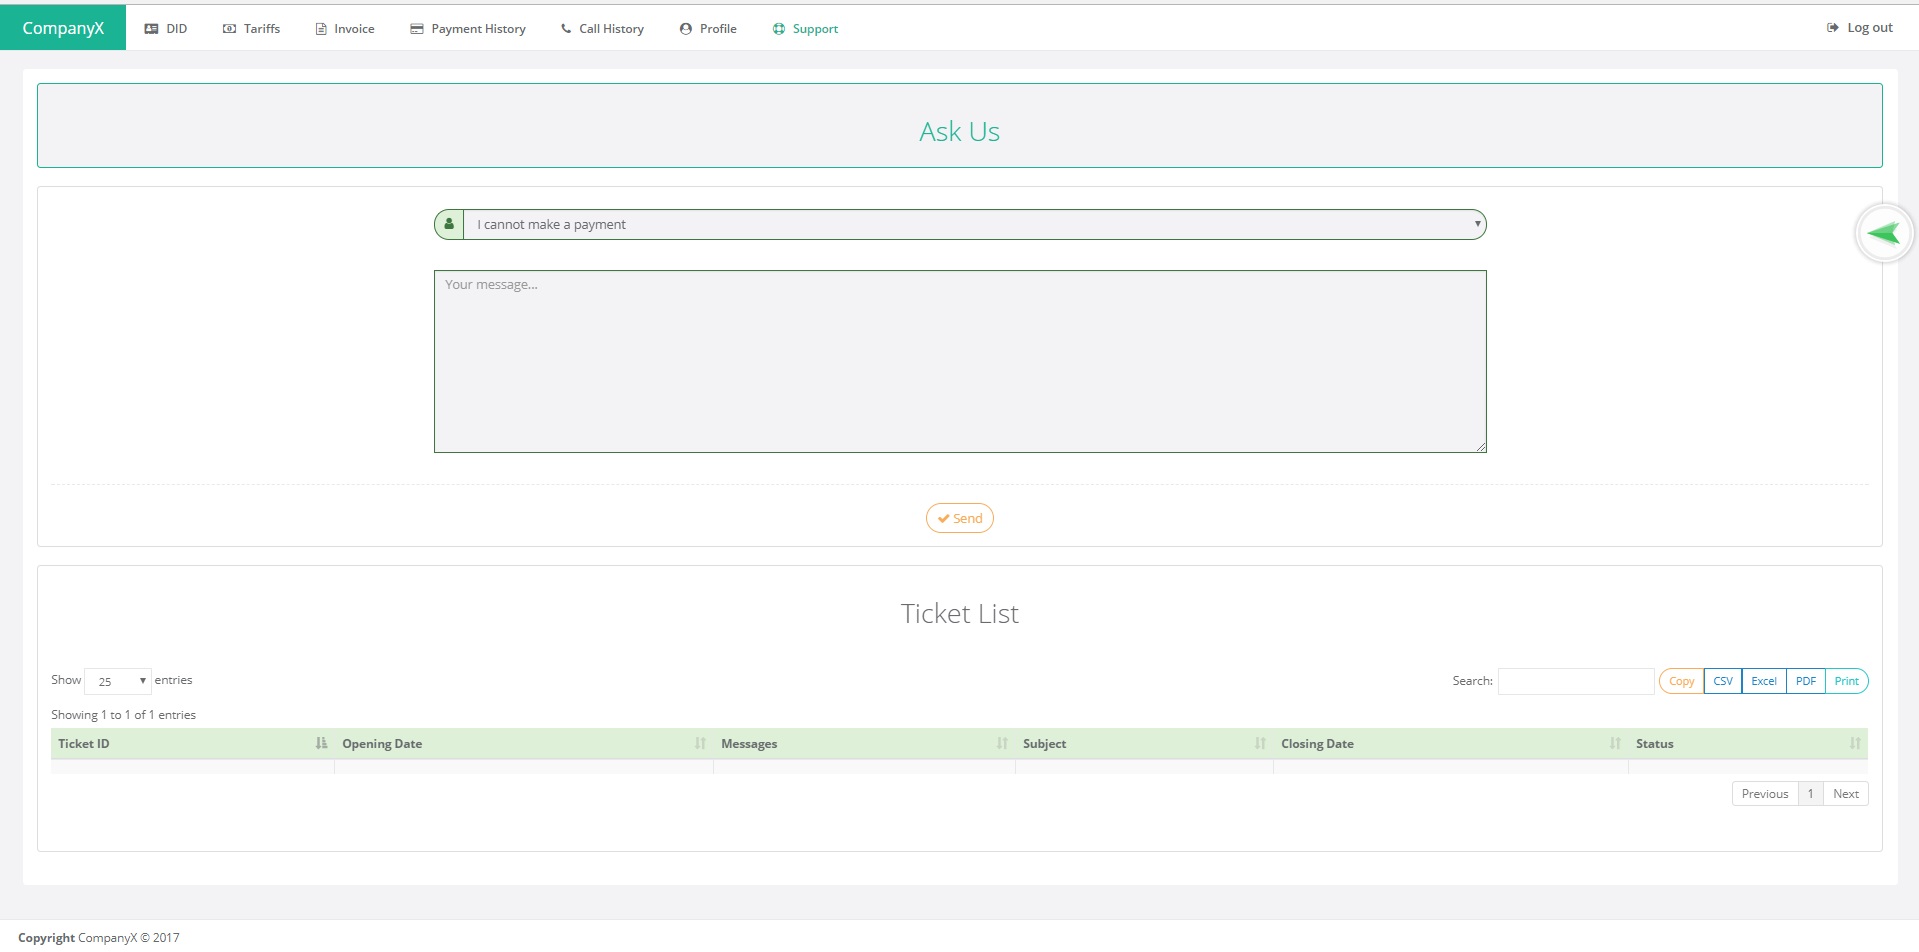 CompanyX DID Tariffs Invoice Payment History Call History Profile Support Log out
Ask Us
I cannot make a payment
Your message...
Send
Ticket List
Show 25 entries Search: Copy CSV Excel PDF Print
Showing 1 to 1 of 1 entries
Ticket ID Opening Date Messages Subject Closing Date Status
Previous 1 Next
Copyright CompanyX © 2017